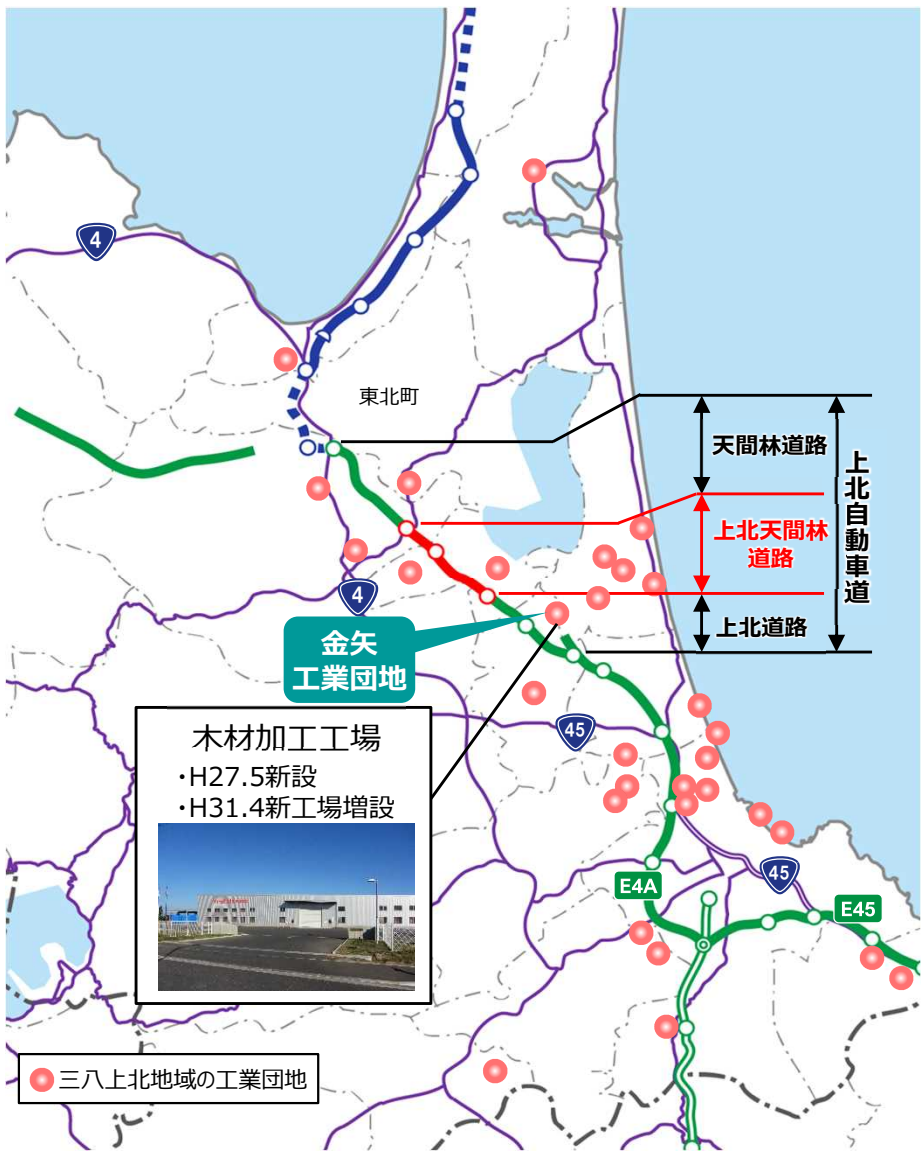 4
東北町
天間林道路
上北天間林
道路
上北道路
上北自動車道
4
金矢
工業団地
45
木材加工工場
・H27.5新設
・H31.4新工場増設
45
E4A
E45
三八上北地域の工業団地